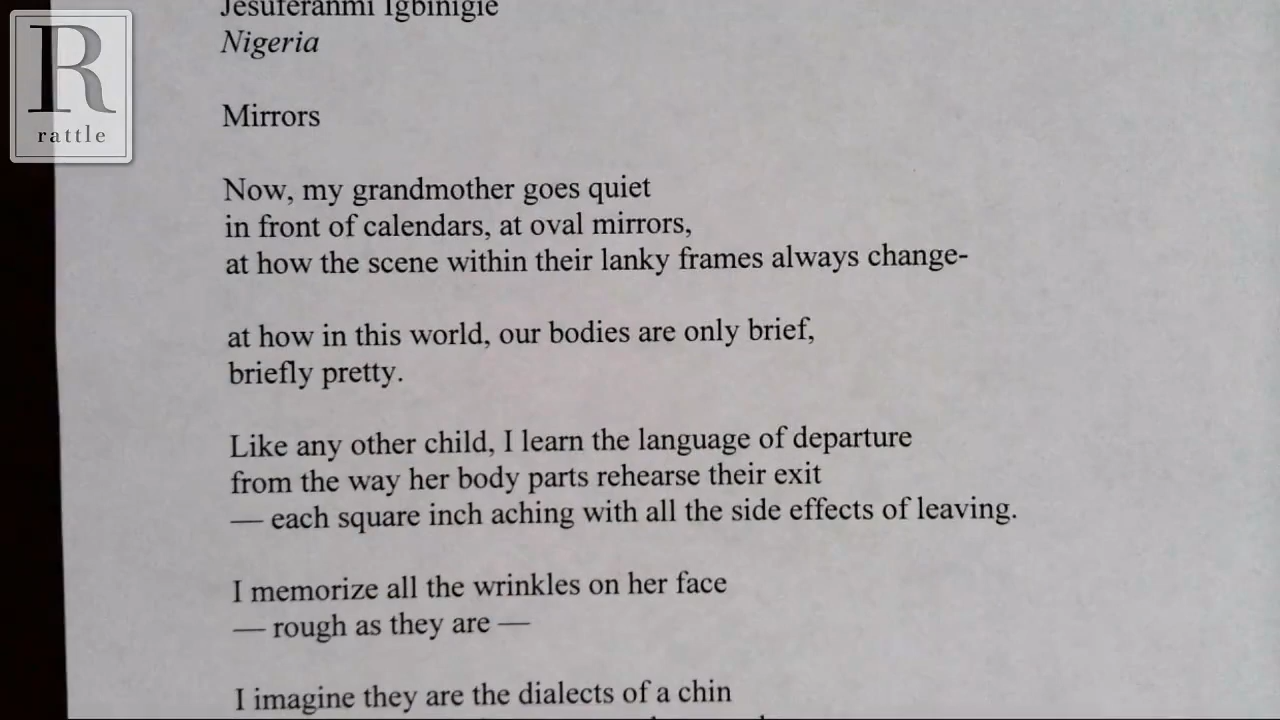 R
rattle
Jesuferanmi Igbinigie
Nigeria
Mirrors
Now, my grandmother goes quiet
in front of calendars, at oval mirrors,
at how the scene within their lanky frames always change-
at how in this world, our bodies are only brief,
briefly pretty.
Like any other child, I learn the language of departure
from the way her body parts rehearse their exit
— each square inch aching with all the side effects of leaving.
I memorize all the wrinkles on her face
— rough as they are —
I imagine they are the dialects of a chin